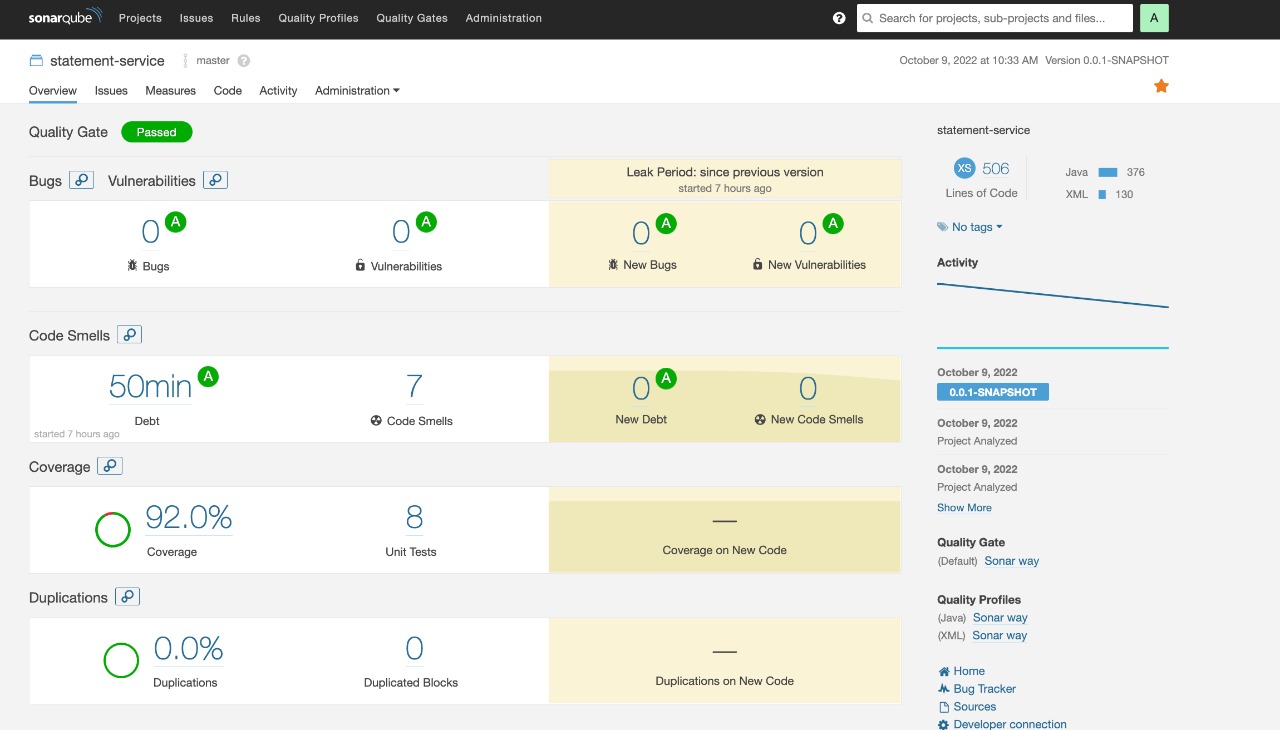 sonarqube Projects Issues Rules Quality Profiles Quality Gates Administration ? Search for projects, sub-projects and files... A
statement-service master ? October 9, 2022 at 10:33 AM Version 0.0.1-SNAPSHOT
Overview Issues Measures Code Activity Administration
Quality Gate Passed
Bugs Vulnerabilities
Leak Period: since previous version
started 7 hours ago
0 A 0 A 0 A 0 A
Bugs Vulnerabilities New Bugs New Vulnerabilities
Code Smells
50min A 7 0 A 0
Debt Code Smells New Debt New Code Smells
started 7 hours ago
Coverage
92.0% 8 —
Coverage Unit Tests Coverage on New Code
Duplications
0.0% 0 —
Duplications Duplicated Blocks Duplications on New Code
statement-service
XS 506
Lines of Code
Java 376
XML 130
No tags
Activity
October 9, 2022
0.0.1-SNAPSHOT
October 9, 2022
Project Analyzed
October 9, 2022
Project Analyzed
Show More
Quality Gate
(Default) Sonar way
Quality Profiles
(Java) Sonar way
(XML) Sonar way
Home
Bug Tracker
Sources
Developer connection